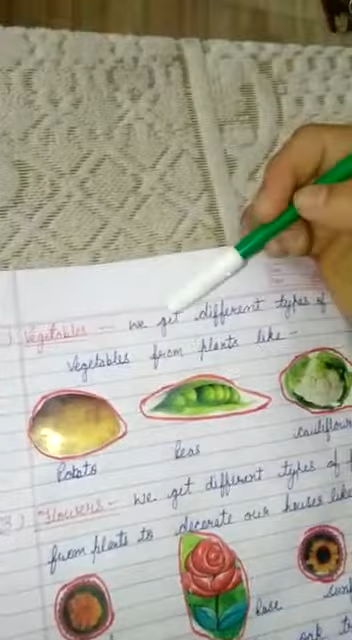 ) Vegetables - we get different types of
Vegetables from plants like -
Potato Peas cauliflower
3) Flowers - we get different types of
from plants to decorate our houses like
Rose